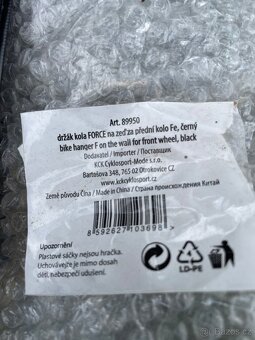 Art. 89950
držák kola FORCE na zeď za přední kolo Fe, černý
bike hanger F on the wall for front wheel, black
Dodavatel / Importer / Поставщик
KCK Cyklosport-Mode s.r.o.
Bartošova 348, 765 02 Otrokovice CZ
www.kckcyklosport.cz
Země původu Čína / Made in China / Страна происхождения Китай
8 592627 103698
Upozornění
Plastové sáčky nejsou hračka.
Uchovávejte je mimo dosah
dětí, nebezpečí udušení.
4
LD-PE